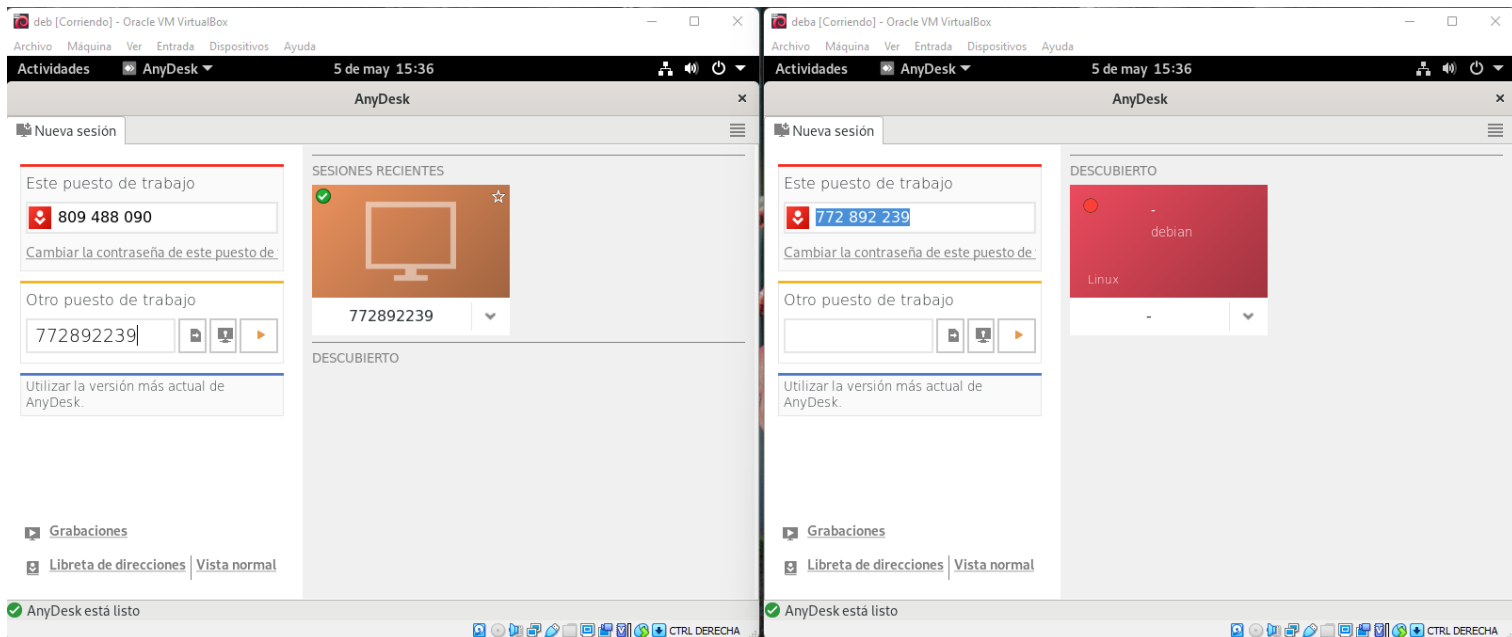 deb [Corriendo] - Oracle VM VirtualBox
Archivo Máquina Ver Entrada Dispositivos Ayuda
Actividades AnyDesk 5 de may 15:36
AnyDesk
Nueva sesión
Este puesto de trabajo
809 488 090
Cambiar la contraseña de este puesto de
Otro puesto de trabajo
772892239
Utilizar la versión más actual de
AnyDesk.
Grabaciones
Libreta de direcciones Vista normal
SESIONES RECIENTES
772892239
DESCUBIERTO
AnyDesk está listo
CTRL DERECHA
deba [Corriendo] - Oracle VM VirtualBox
Archivo Máquina Ver Entrada Dispositivos Ayuda
Actividades AnyDesk 5 de may 15:36
AnyDesk
Nueva sesión
Este puesto de trabajo
772 892 239
Cambiar la contraseña de este puesto de
Otro puesto de trabajo
Utilizar la versión más actual de
AnyDesk.
Grabaciones
Libreta de direcciones Vista normal
DESCUBIERTO
-
debian
Linux
-
AnyDesk está listo
CTRL DERECHA